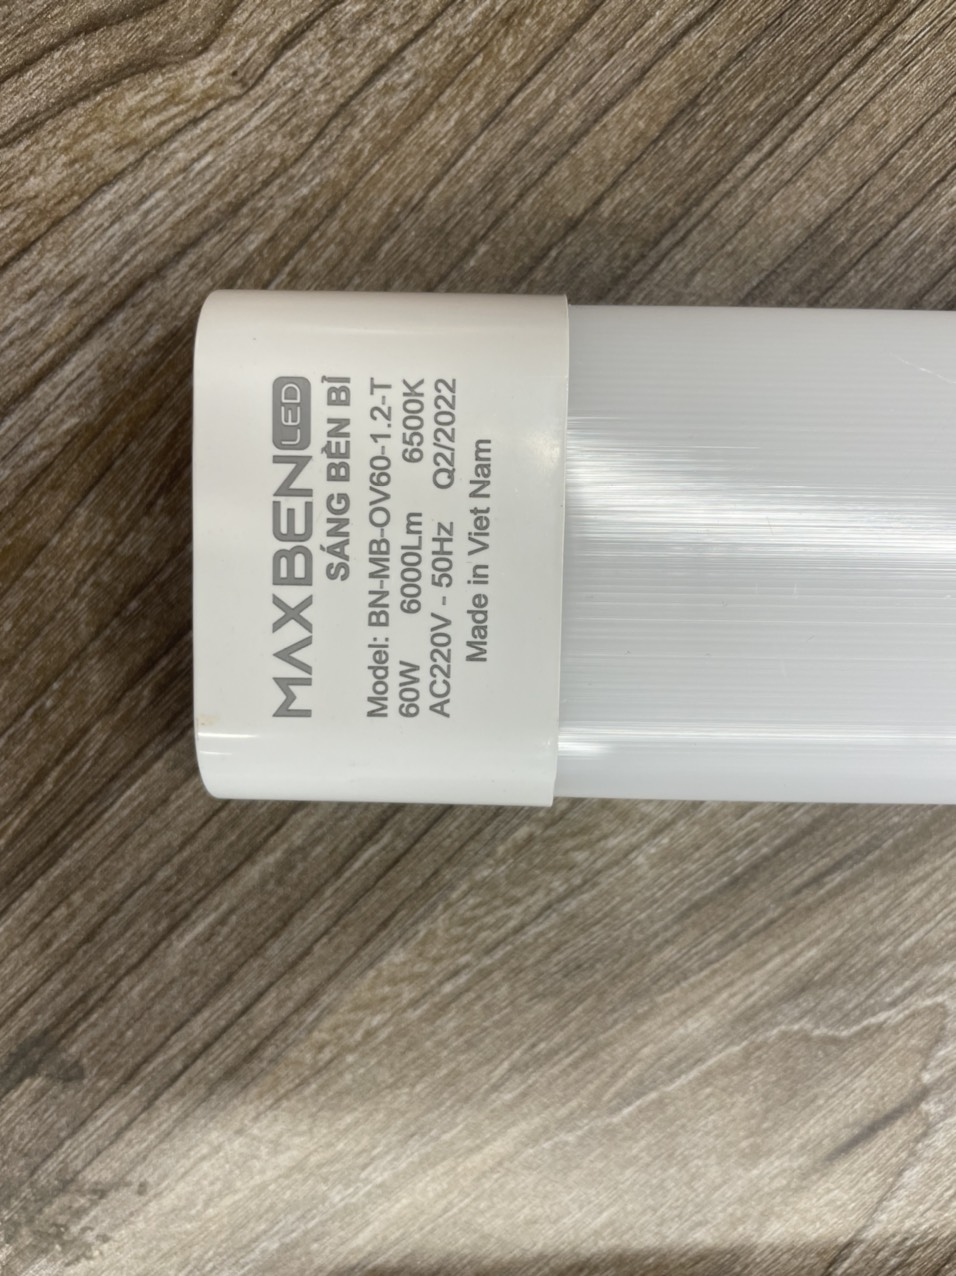 MAXBEN LED
SÁNG BỀN BỈ
Model: BN-MB-OV60-1.2-T
60W 6000Lm 6500K
AC220V - 50Hz Q2/2022
Made in Viet Nam